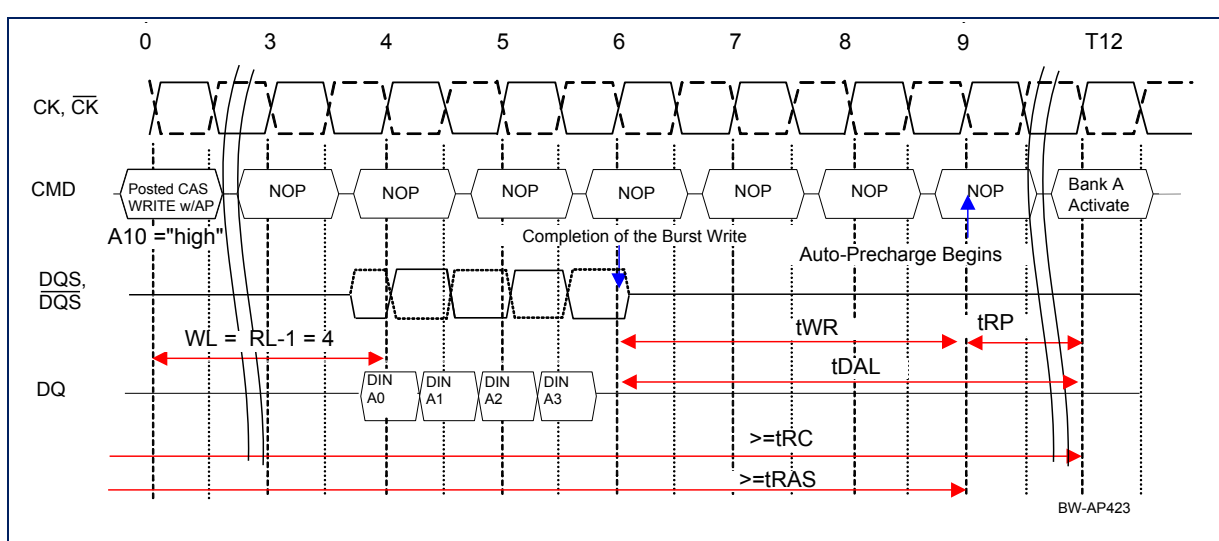 0 3 4 5 6 7 8 9 T12
CK, CK
CMD
Posted CAS
WRITE w/AP
NOP NOP NOP NOP NOP NOP NOP
Bank A
Activate
A10 ="high"
Completion of the Burst Write
Auto-Precharge Begins
DQS,
DQS
WL = RL-1 = 4
tWR
tRP
tDAL
DQ
DIN
A0
DIN
A1
DIN
A2
DIN
A3
>=tRC
>=tRAS
BW-AP423